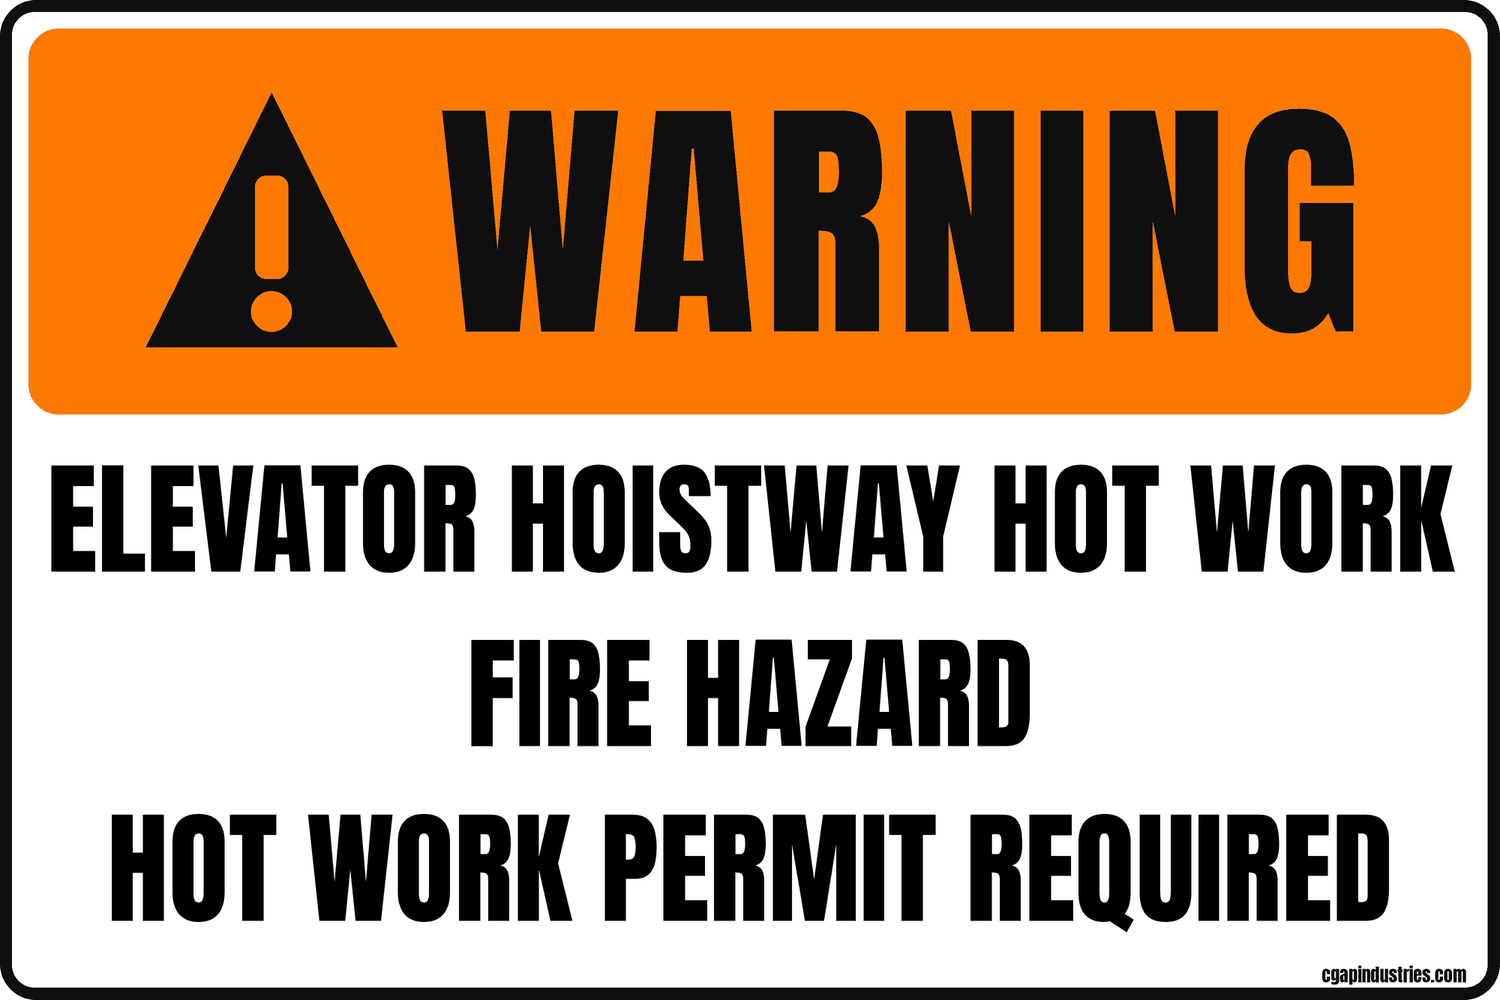 WARNING
ELEVATOR HOISTWAY HOT WORK
FIRE HAZARD
HOT WORK PERMIT REQUIRED
cgapindustries.com